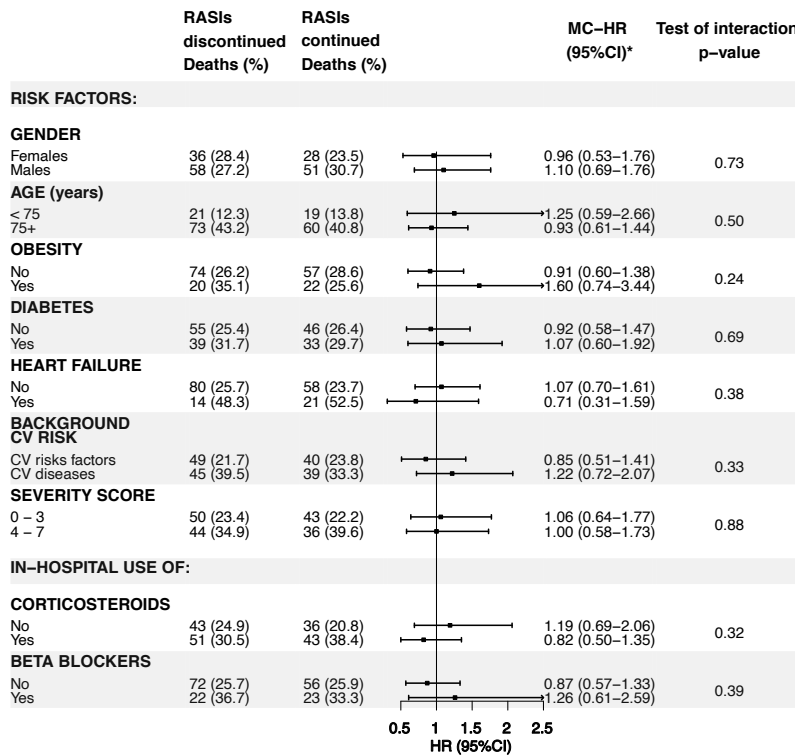 RASIs discontinued Deaths (%) RASIs continued Deaths (%) MC–HR (95%CI)* Test of interaction p–value
RISK FACTORS:
GENDER
Females 36 (28.4) 28 (23.5) 0.96 (0.53–1.76)
Males 58 (27.2) 51 (30.7) 1.10 (0.69–1.76) 0.73
AGE (years)
< 75 21 (12.3) 19 (13.8) 1.25 (0.59–2.66)
75+ 73 (43.2) 60 (40.8) 0.93 (0.61–1.44) 0.50
OBESITY
No 74 (26.2) 57 (28.6) 0.91 (0.60–1.38)
Yes 20 (35.1) 22 (25.6) 1.60 (0.74–3.44) 0.24
DIABETES
No 55 (25.4) 46 (26.4) 0.92 (0.58–1.47)
Yes 39 (31.7) 33 (29.7) 1.07 (0.60–1.92) 0.69
HEART FAILURE
No 80 (25.7) 58 (23.7) 1.07 (0.70–1.61)
Yes 14 (48.3) 21 (52.5) 0.71 (0.31–1.59) 0.38
BACKGROUND
CV RISK
CV risks factors 49 (21.7) 40 (23.8) 0.85 (0.51–1.41)
CV diseases 45 (39.5) 39 (33.3) 1.22 (0.72–2.07) 0.33
SEVERITY SCORE
0 – 3 50 (23.4) 43 (22.2) 1.06 (0.64–1.77)
4 – 7 44 (34.9) 36 (39.6) 1.00 (0.58–1.73) 0.88
IN–HOSPITAL USE OF:
CORTICOSTEROIDS
No 43 (24.9) 36 (20.8) 1.19 (0.69–2.06)
Yes 51 (30.5) 43 (38.4) 0.82 (0.50–1.35) 0.32
BETA BLOCKERS
No 72 (25.7) 56 (25.9) 0.87 (0.57–1.33)
Yes 22 (36.7) 23 (33.3) 1.26 (0.61–2.59) 0.39
0.5 1 1.5 2 2.5
HR (95%CI)